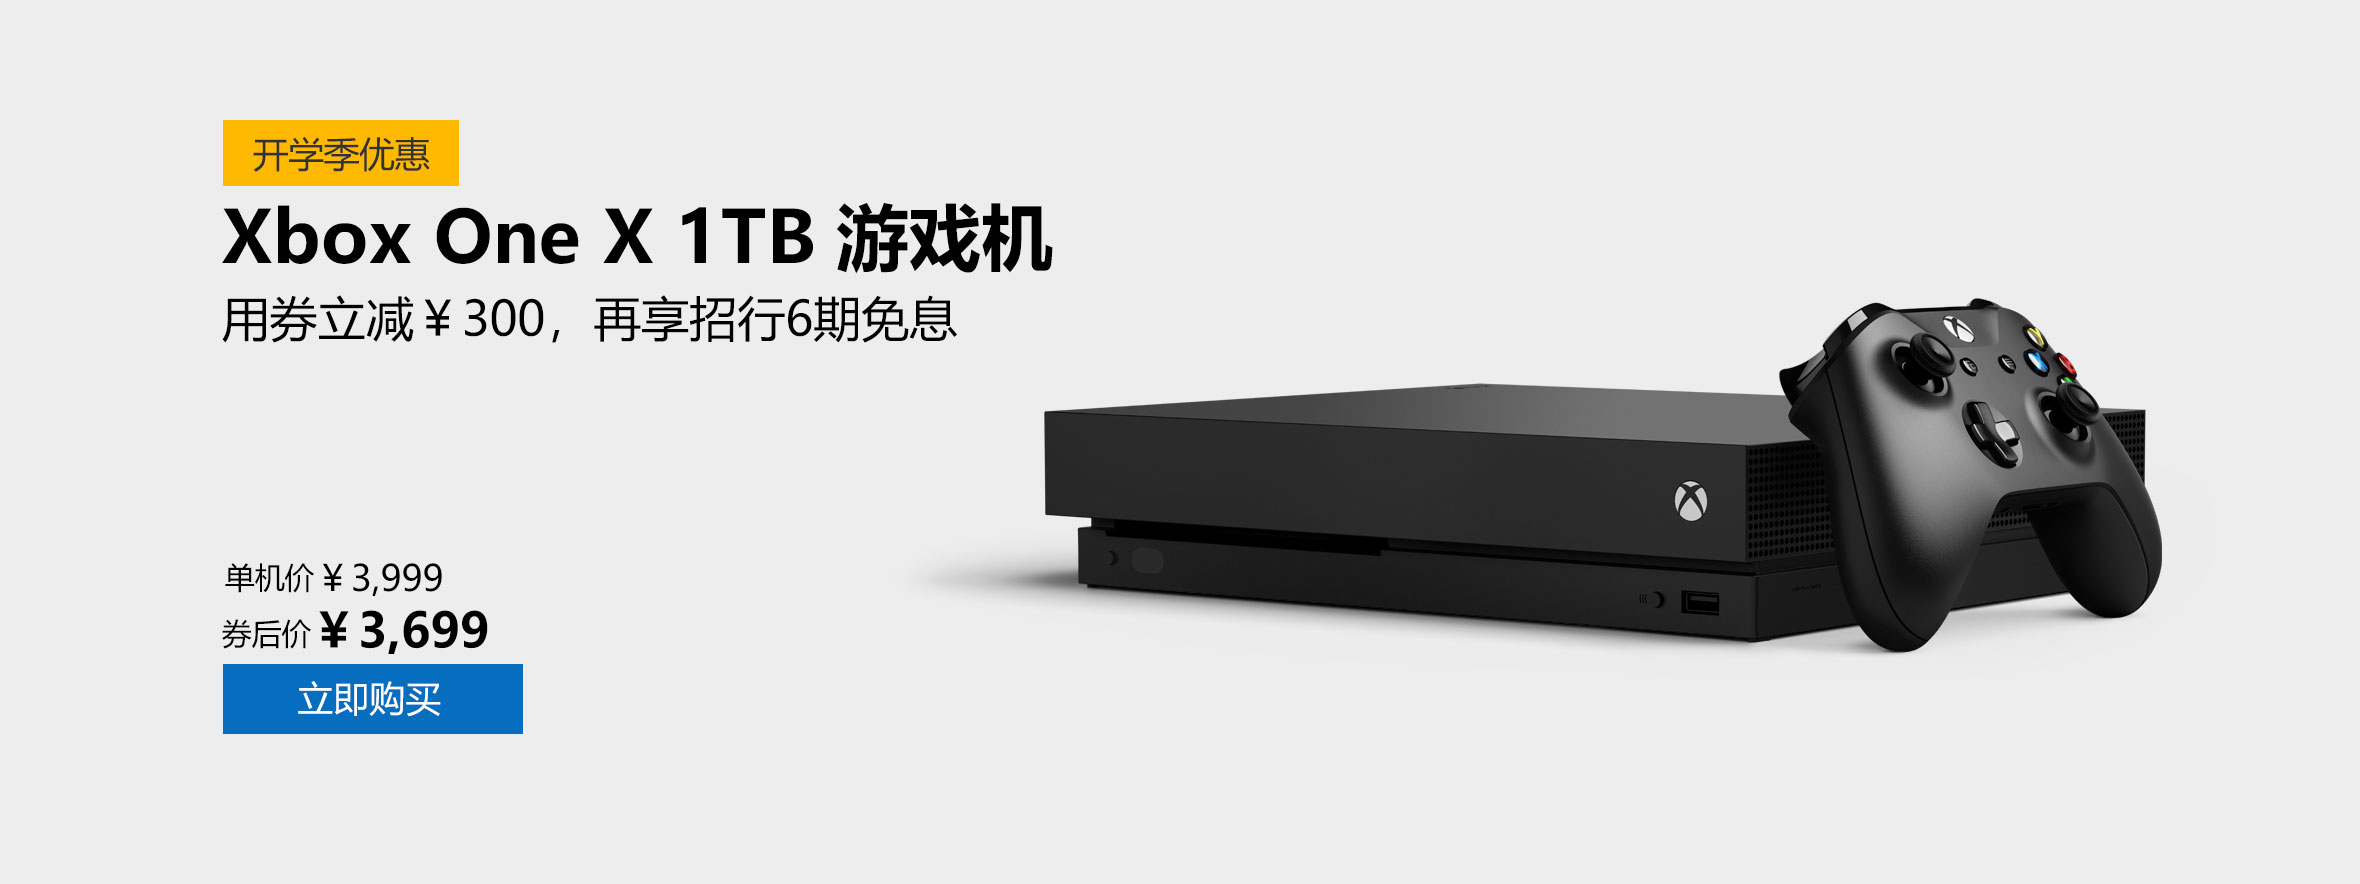 开学季优惠
Xbox One X 1TB 游戏机
用券立减￥300，再享招行6期免息
单机价￥3,999
券后价￥3,699
立即购买